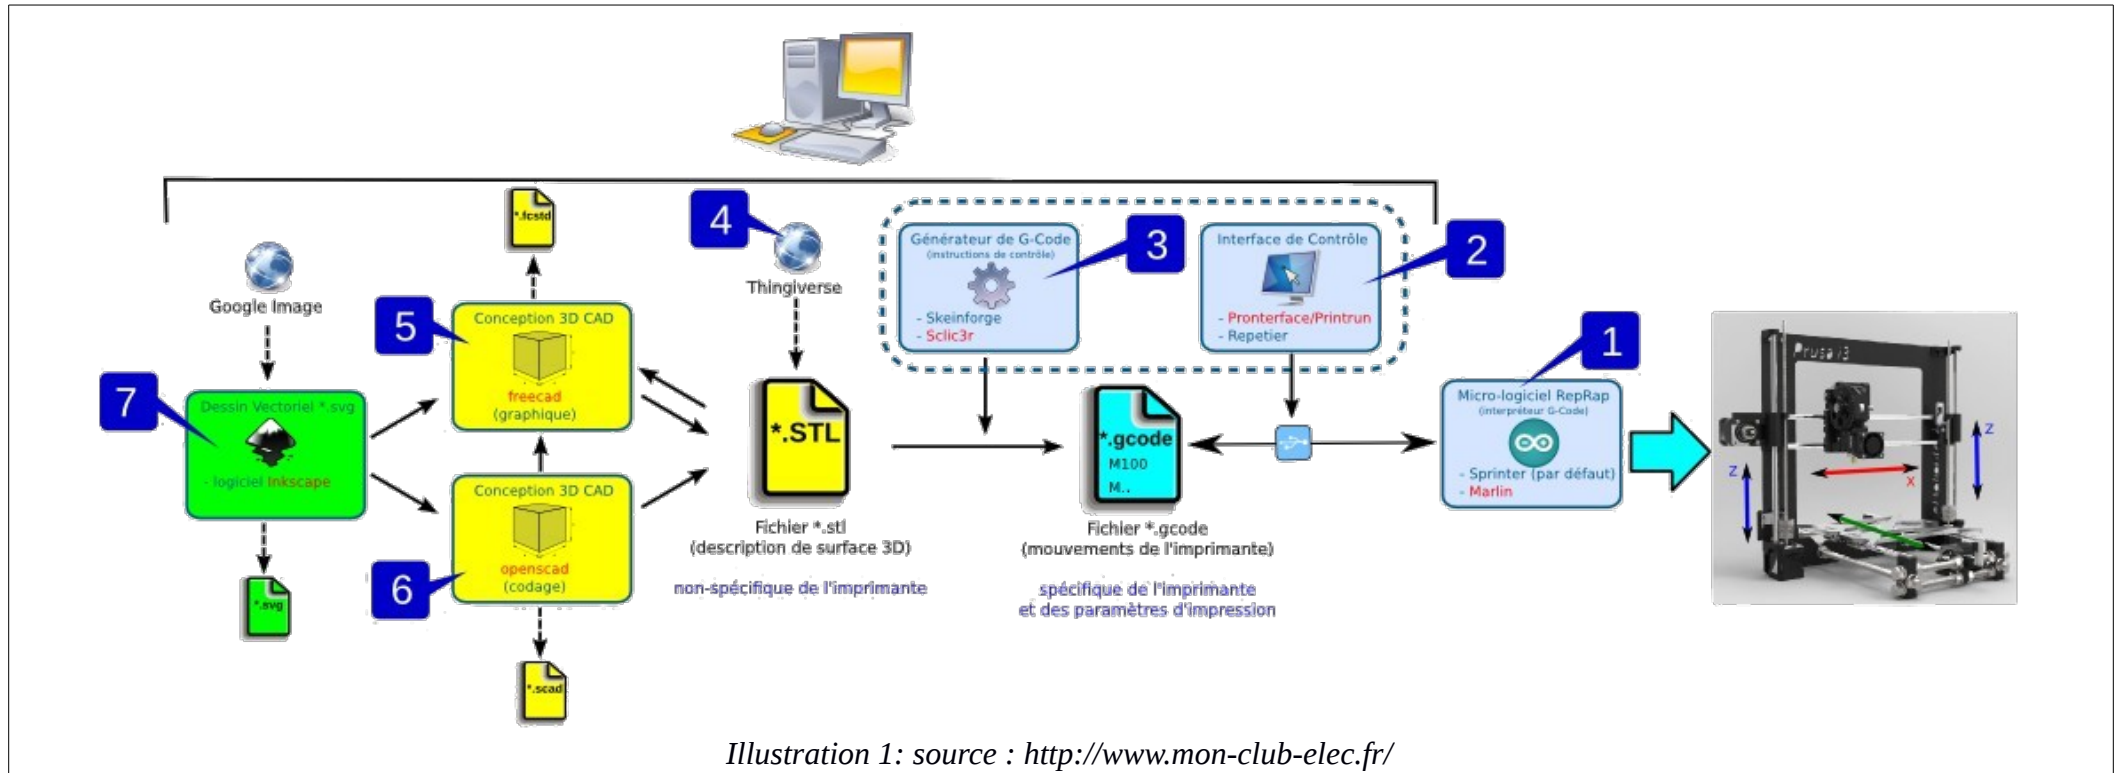 *.fcstd
4
Google Image
Thingiverse
Générateur de G-Code
(instructions de contrôle)
- Skeinforge
- Sclic3r
3
Interface de Contrôle
- Pronterface/Printrun
- Repetier
2
5
Conception 3D CAD
freecad
(graphique)
7
Dessin Vectoriel *.svg
- logiciel Inkscape
*.svg
6
Conception 3D CAD
openscad
(codage)
*.scad
*.STL
Fichier *.stl
(description de surface 3D)
non-spécifique de l'imprimante
*.gcode
M100
M..
Fichier *.gcode
(mouvements de l'imprimante)
spécifique de l'imprimante
et des paramètres d'impression
1
Micro-logiciel RepRap
(interpréteur G-Code)
- Sprinter (par défaut)
- Marlin
Prusa i3
Z
Z
X
Illustration 1: source : http://www.mon-club-elec.fr/